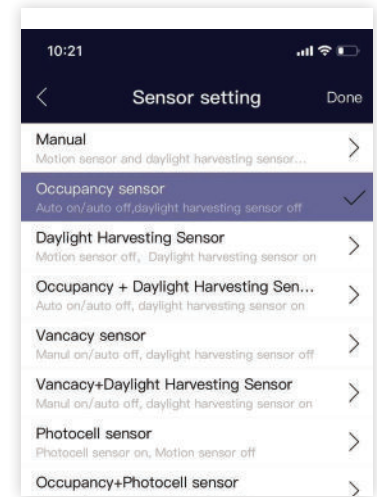 10:21
Sensor setting Done
Manual
Motion sensor and daylight harvesting sensor...
Occupancy sensor
Auto on/auto off,daylight harvesting sensor off
Daylight Harvesting Sensor
Motion sensor off, Daylight harvesting sensor on
Occupancy + Daylight Harvesting Sen...
Auto on/auto off, daylight harvesting sensor on
Vancacy sensor
Manul on/auto off, daylight harvesting sensor off
Vancacy+Daylight Harvesting Sensor
Manul on/auto off, daylight harvesting sensor on
Photocell sensor
Photocell sensor on, Motion sensor off
Occupancy+Photocell sensor